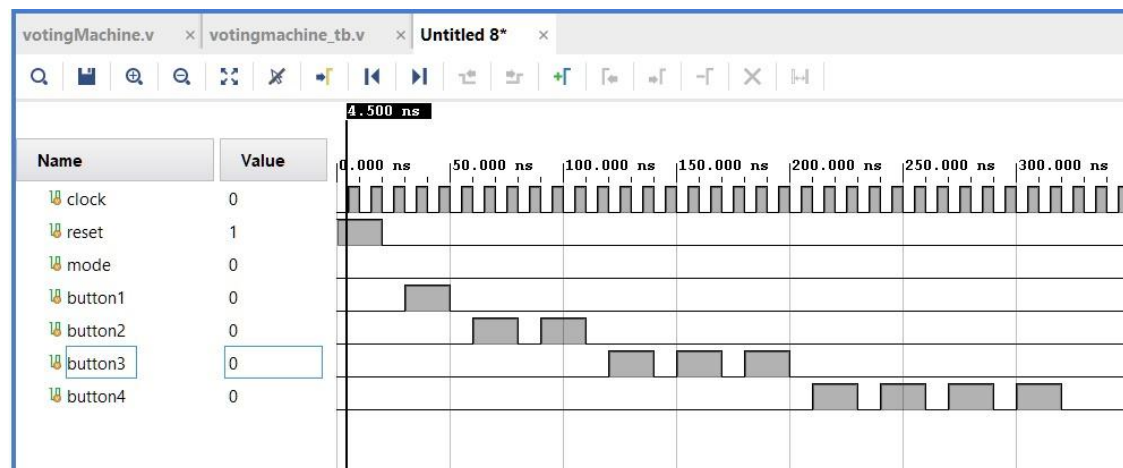 votingMachine.v × votingmachine_tb.v × Untitled 8* ×
4.500 ns
Name Value 0.000 ns 50.000 ns 100.000 ns 150.000 ns 200.000 ns 250.000 ns 300.000 ns
clock 0
reset 1
mode 0
button1 0
button2 0
button3 0
button4 0